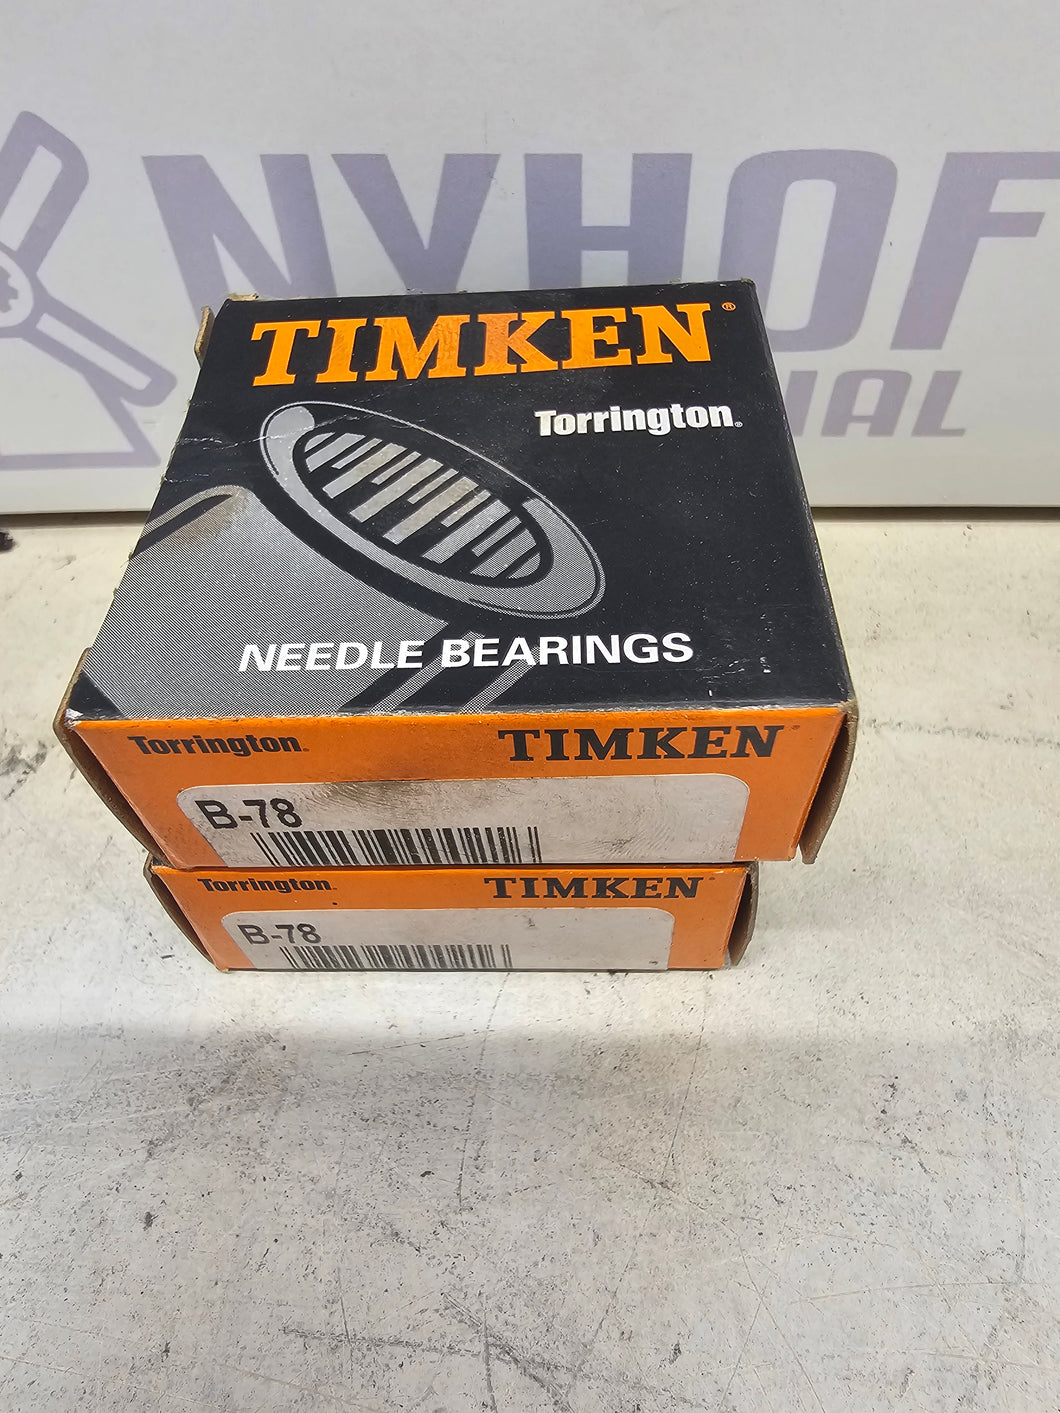 NYHOF
IAL
TIMKEN®
Torrington®
NEEDLE BEARINGS
Torrington®
TIMKEN®
B-78
Torrington®
TIMKEN®
B-78